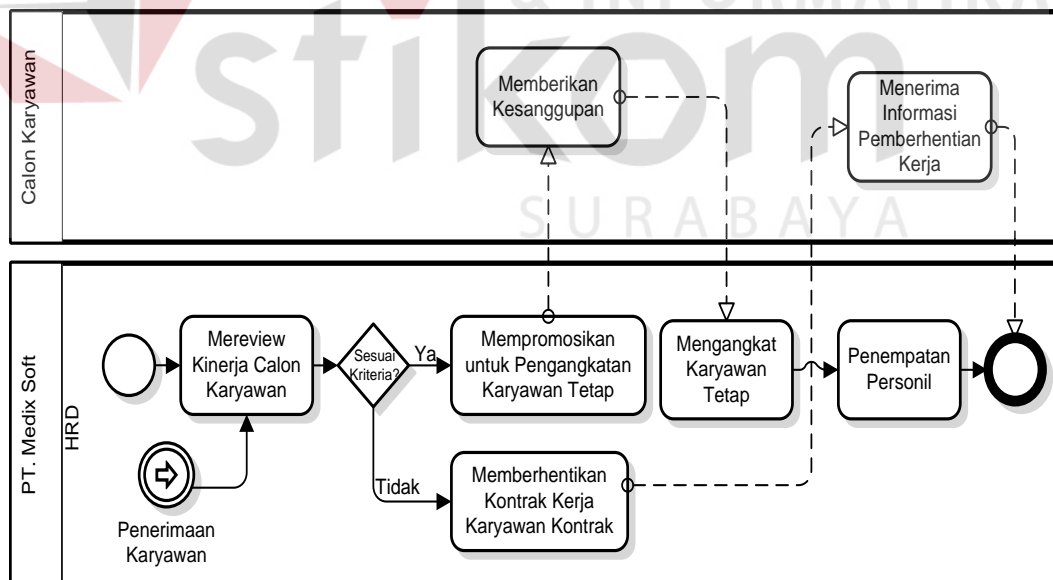 & INFORMATIKA
stikom
SURABAYA
Calon Karyawan
Memberikan
Kesanggupan
Menerima
Informasi
Pemberhentian
Kerja
PT. Medix Soft
HRD
Mereview
Kinerja Calon
Karyawan
Sesuai
Kriteria?
Ya
Tidak
Mempromosikan
untuk Pengangkatan
Karyawan Tetap
Mengangkat
Karyawan
Tetap
Penempatan
Personil
Memberhentikan
Kontrak Kerja
Karyawan Kontrak
Penerimaan
Karyawan